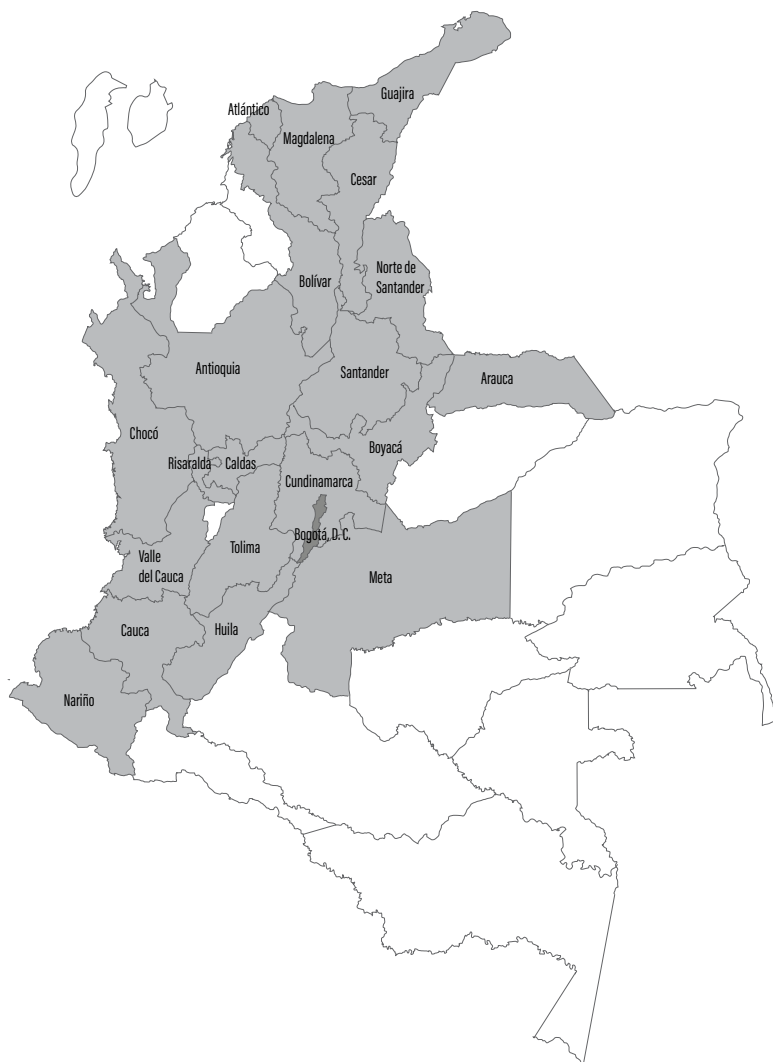 Guajira
Atlántico
Magdalena
Cesar
Norte de
Santander
Bolívar
Antioquia
Santander
Arauca
Chocó
Boyacá
Risaralda
Caldas
Cundinamarca
Bogotá, D. C.
Tolima
Valle
del Cauca
Meta
Cauca
Huila
Nariño